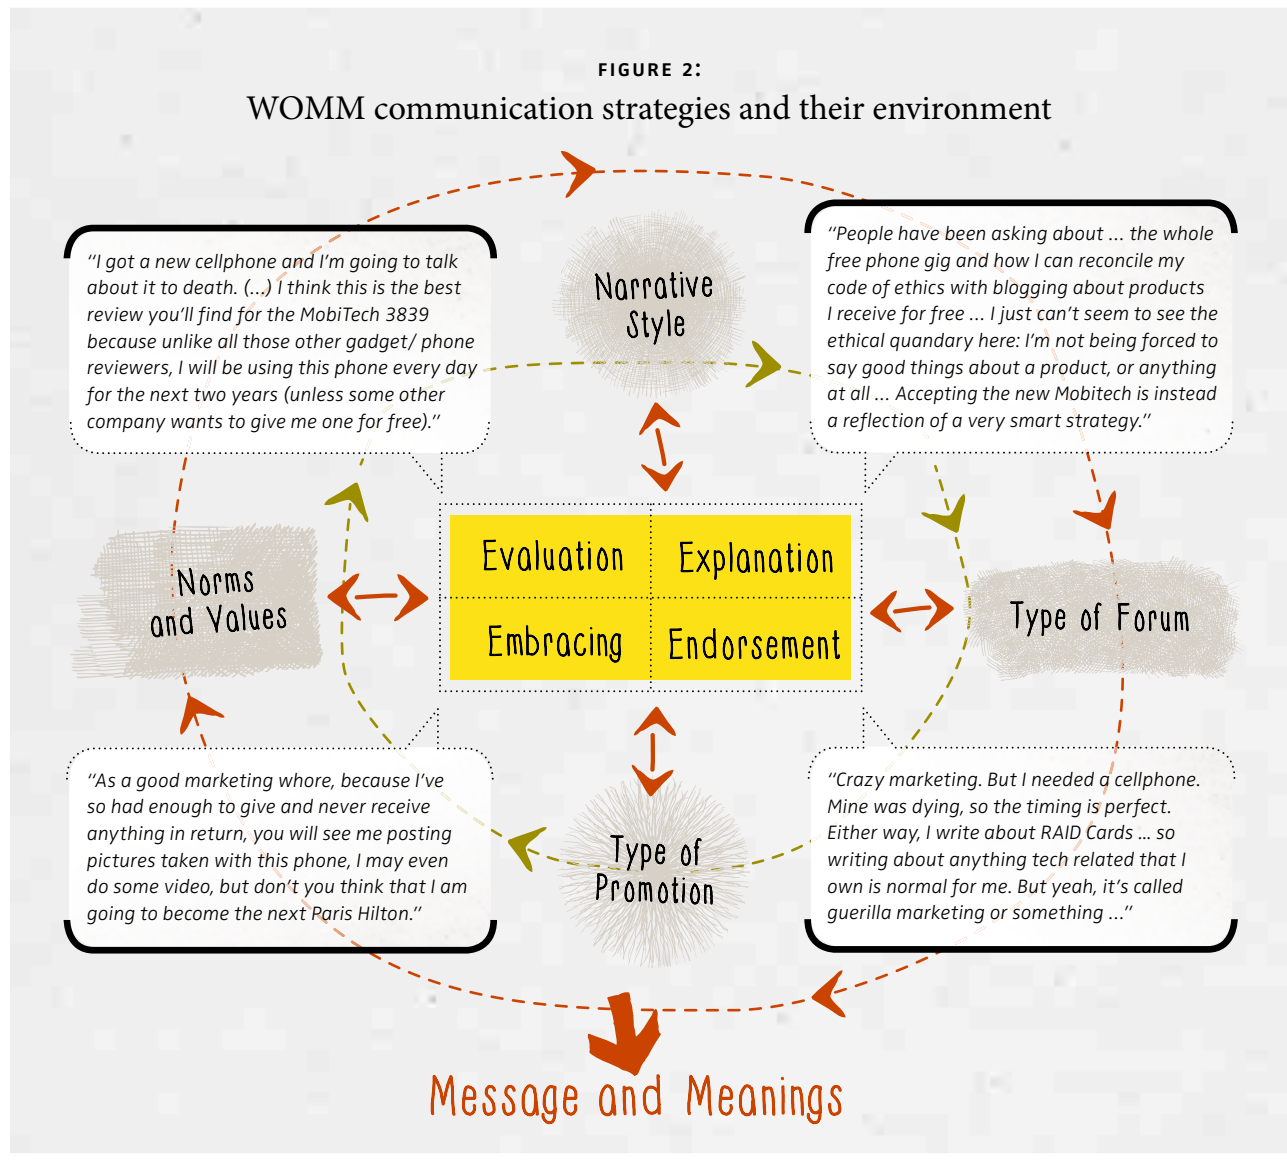 FIGURE 2:
WOMM communication strategies and their environment
“I got a new cellphone and I’m going to talk
about it to death. (...) I think this is the best
review you’ll find for the MobiTech 3839
because unlike all those other gadget/ phone
reviewers, I will be using this phone every day
for the next two years (unless some other
company wants to give me one for free).”
Narrative
Style
“People have been asking about ... the whole
free phone gig and how I can reconcile my
code of ethics with blogging about products
I receive for free ... I just can’t seem to see the
ethical quandary here: I’m not being forced to
say good things about a product, or anything
at all ... Accepting the new Mobitech is instead
a reflection of a very smart strategy.”
Norms
and Values
Evaluation
Explanation
Embracing
Endorsement
Type of Forum
“As a good marketing whore, because I’ve
so had enough to give and never receive
anything in return, you will see me posting
pictures taken with this phone, I may even
do some video, but don’t you think that I am
going to become the next Paris Hilton.”
Type of
Promotion
“Crazy marketing. But I needed a cellphone.
Mine was dying, so the timing is perfect.
Either way, I write about RAID Cards ... so
writing about anything tech related that I
own is normal for me. But yeah, it’s called
guerilla marketing or something ...”
Message and Meanings